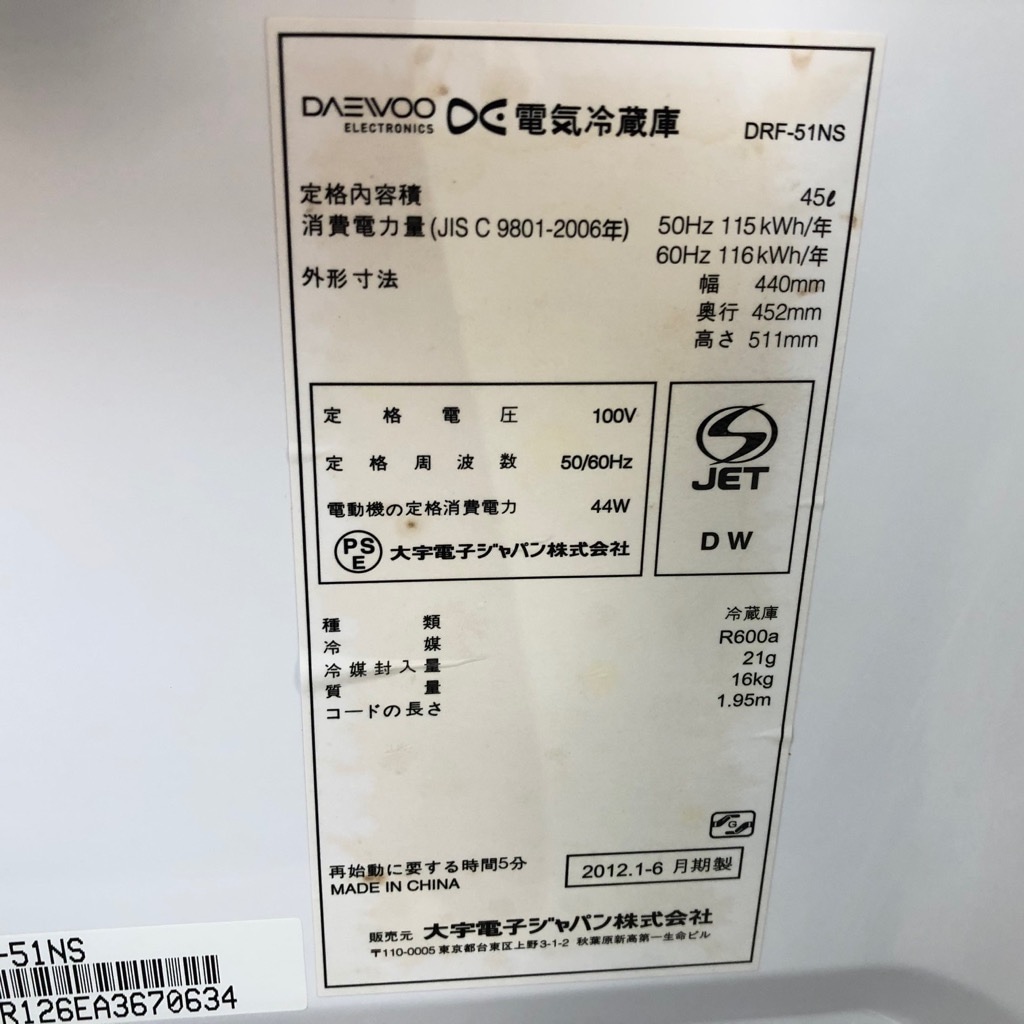 DAEWOO ELECTRONICS 電気冷蔵庫 DRF-51NS
定格内容積 45ℓ
消費電力量(JIS C 9801-2006年) 50Hz 115kWh/年
60Hz 116kWh/年
外形寸法 幅 440mm
奥行 452mm
高さ 511mm
定格電圧 100V
定格周波数 50/60Hz
電動機の定格消費電力 44W
PSE 大宇電子ジャパン株式会社
JET
DW
種類 冷蔵庫
冷媒 R600a
冷媒封入量 21g
質量 16kg
コードの長さ 1.95m
G
再始動に要する時間5分
MADE IN CHINA
2012.1-6 月期製
販売元 大宇電子ジャパン株式会社
〒110-0005 東京都台東区上野3-1-2 秋葉原新高第一生命ビル
-51NS
R126EA3670634